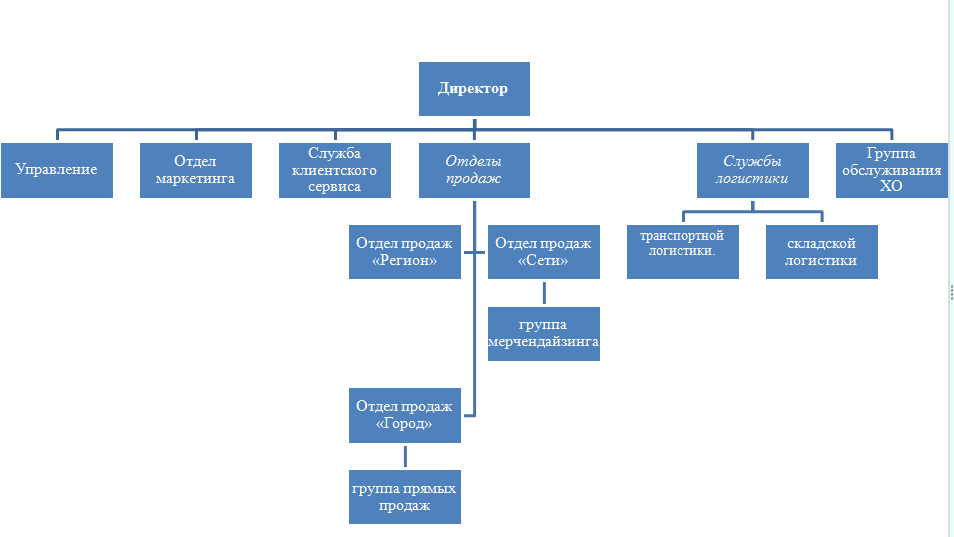 Директор
Управление
Отдел
маркетинга
Служба
клиентского
сервиса
Отделы
продаж
Службы
логистики
Группа
обслуживания
ХО
Отдел продаж
«Регион»
Отдел продаж
«Сети»
транспортной
логистики.
складской
логистики
группа
мерчендайзинга
Отдел продаж
«Город»
группа прямых
продаж